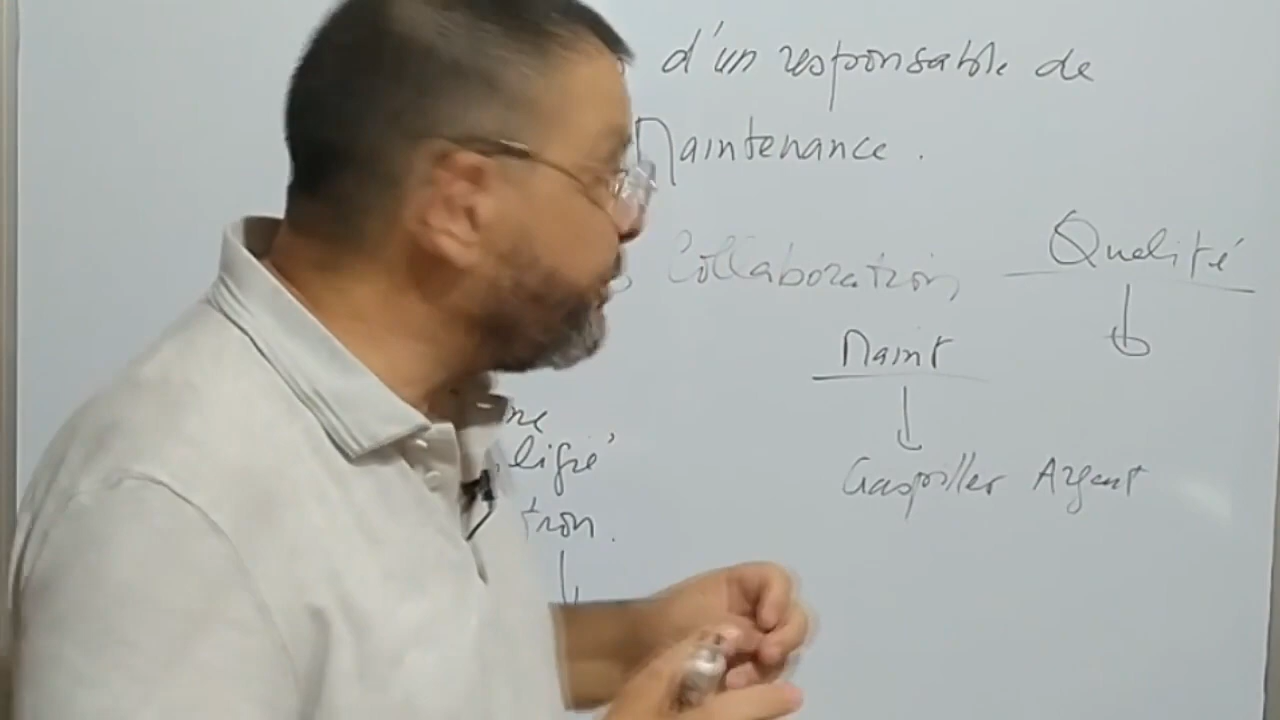 d'un responsable de
Maintenance.
Collaboration,
Qualité
Maint
Gaspiller Argent